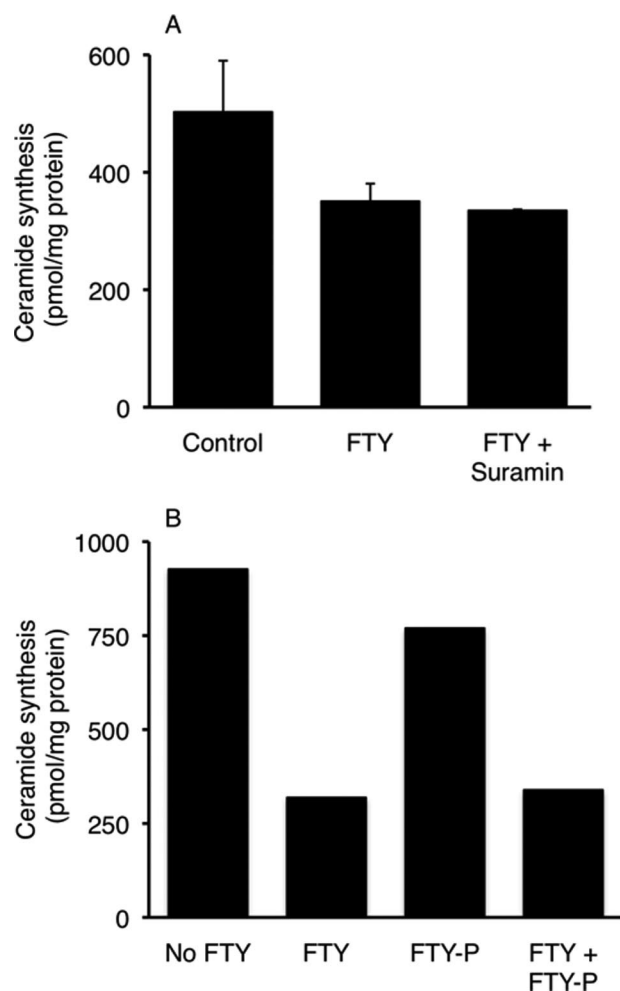 A
Ceramide synthesis
(pmol/mg protein)
600
400
200
0
Control
FTY
FTY +
Suramin
B
Ceramide synthesis
(pmol/mg protein)
1000
750
500
250
0
No FTY
FTY
FTY-P
FTY +
FTY-P